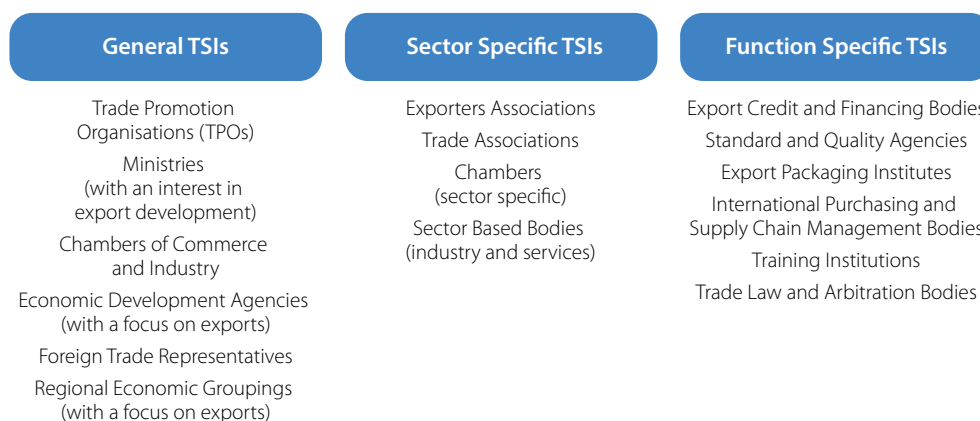 General TSIs
Trade Promotion
Organisations (TPOs)
Ministries
(with an interest in
export development)
Chambers of Commerce
and Industry
Economic Development Agencies
(with a focus on exports)
Foreign Trade Representatives
Regional Economic Groupings
(with a focus on exports)
Sector Specific TSIs
Exporters Associations
Trade Associations
Chambers
(sector specific)
Sector Based Bodies
(industry and services)
Function Specific TSIs
Export Credit and Financing Bodies
Standard and Quality Agencies
Export Packaging Institutes
International Purchasing and
Supply Chain Management Bodies
Training Institutions
Trade Law and Arbitration Bodies